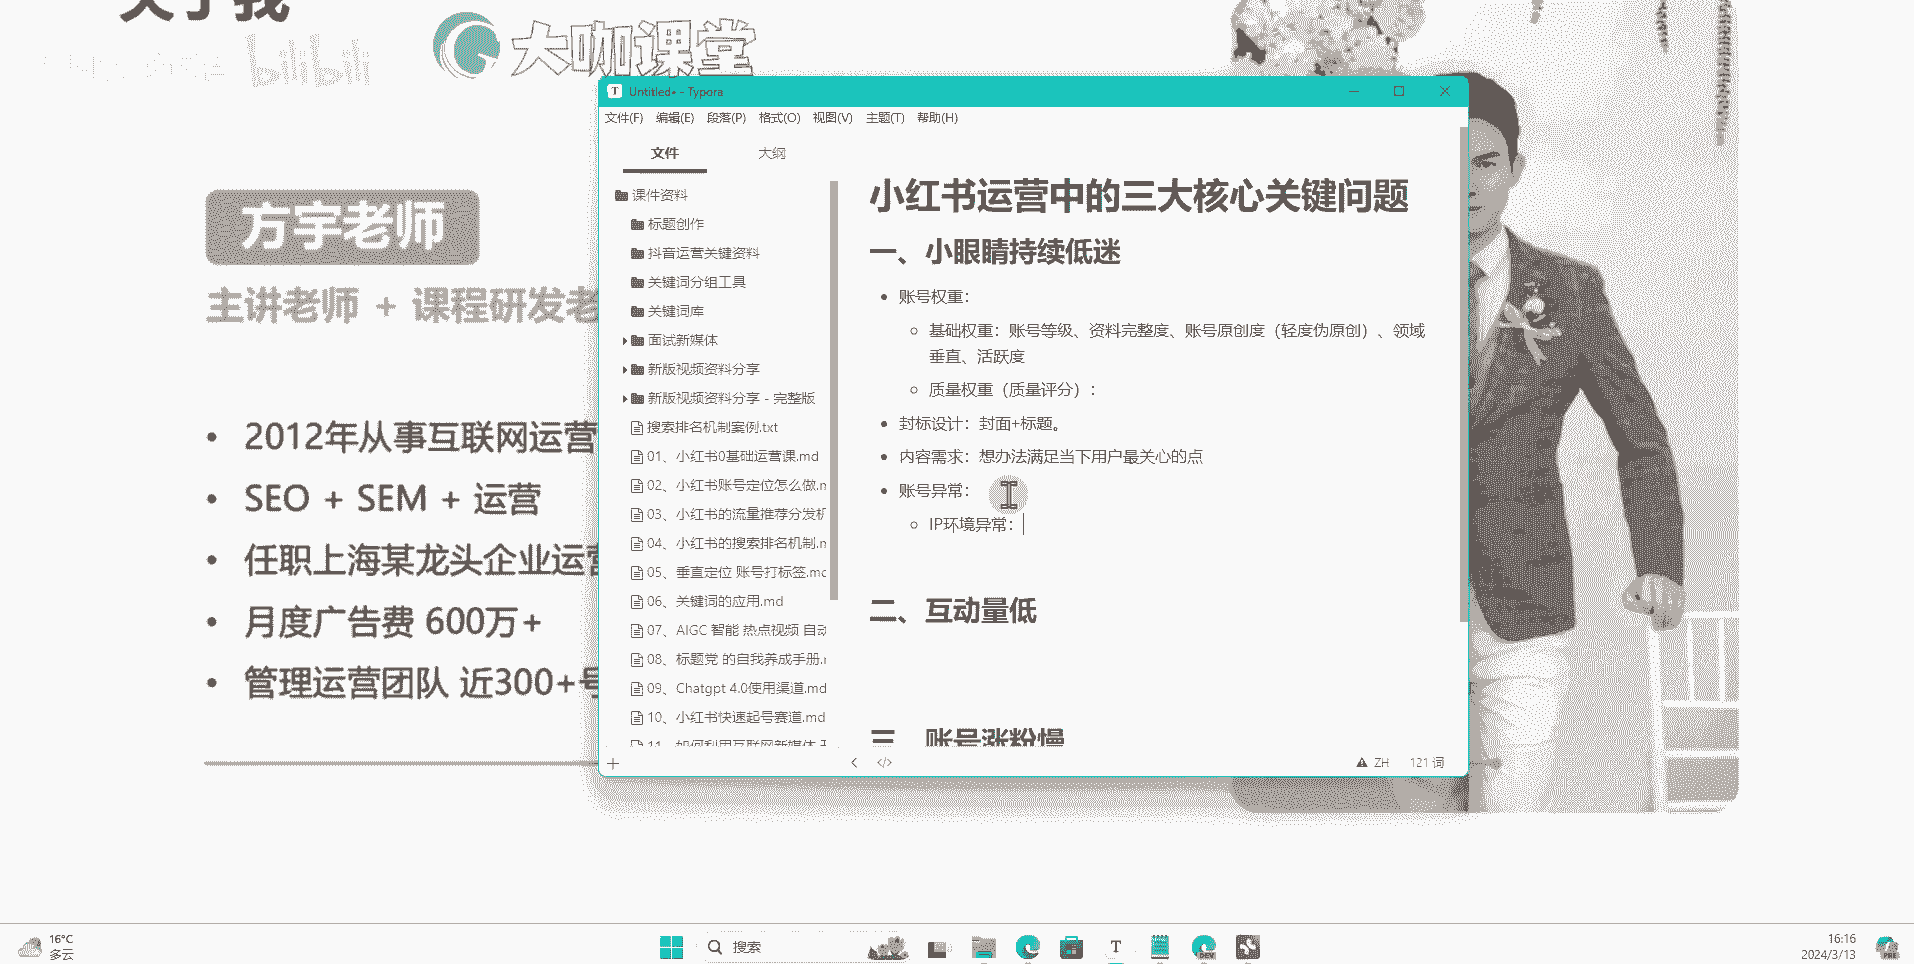 关于我
bilibili
大咖课堂
方宇老师
主讲老师 + 课程研发老
2012年从事互联网运营
SEO + SEM + 运营
任职上海某龙头企业运营
月度广告费 600万+
管理运营团队 近300+号
Untitled• - Typora
文件(F) 编辑(E) 段落(P) 格式(O) 视图(V) 主题(T) 帮助(H)
文件 大纲
课件资料
标题创作
抖音运营关键资料
关键词分组工具
关键词库
面试新媒体
新版视频资料分享
新版视频资料分享 - 完整版
搜索排名机制案例.txt
01、小红书0基础运营课.md
02、小红书账号定位怎么做.m
03、小红书的流量推荐分发机
04、小红书的搜索排名机制.m
05、垂直定位 账号打标签.md
06、关键词的应用.md
07、AIGC 智能 热点视频 自动
08、标题党 的自我养成手册.m
09、Chatgpt 4.0使用渠道.md
10、小红书快速起号赛道.md
11、如何利用互联网新媒体
小红书运营中的三大核心关键问题
一、小眼睛持续低迷
账号权重：
基础权重：账号等级、资料完整度、账号原创度（轻度伪原创）、领域
垂直、活跃度
质量权重（质量评分）：
封标设计：封面+标题。
内容需求：想办法满足当下用户最关心的点
账号异常：
IP环境异常：
二、互动量低
三、账号涨粉慢
ZH 121 词
16°C
多云
搜索
16:16
2024/3/13